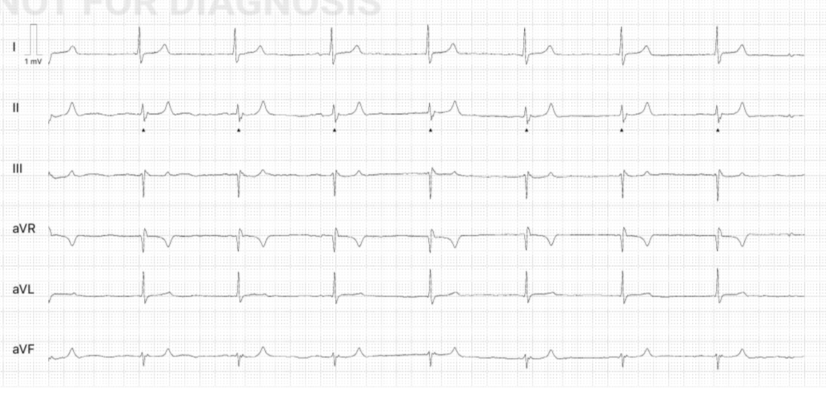 NOT FOR DIAGNOSIS
I
1 mV
II
III
aVR
aVL
aVF